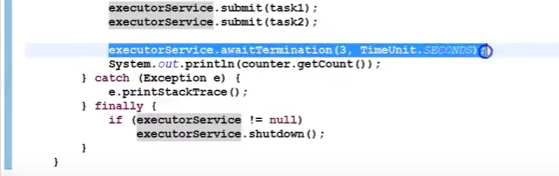 executorService.submit(task1);
executorService.submit(task2);
executorService.awaitTermination(3, TimeUnit.SECONDS);
System.out.println(counter.getCount());
} catch (Exception e) {
e.printStackTrace();
} finally {
if (executorService != null)
executorService.shutdown();
}
}